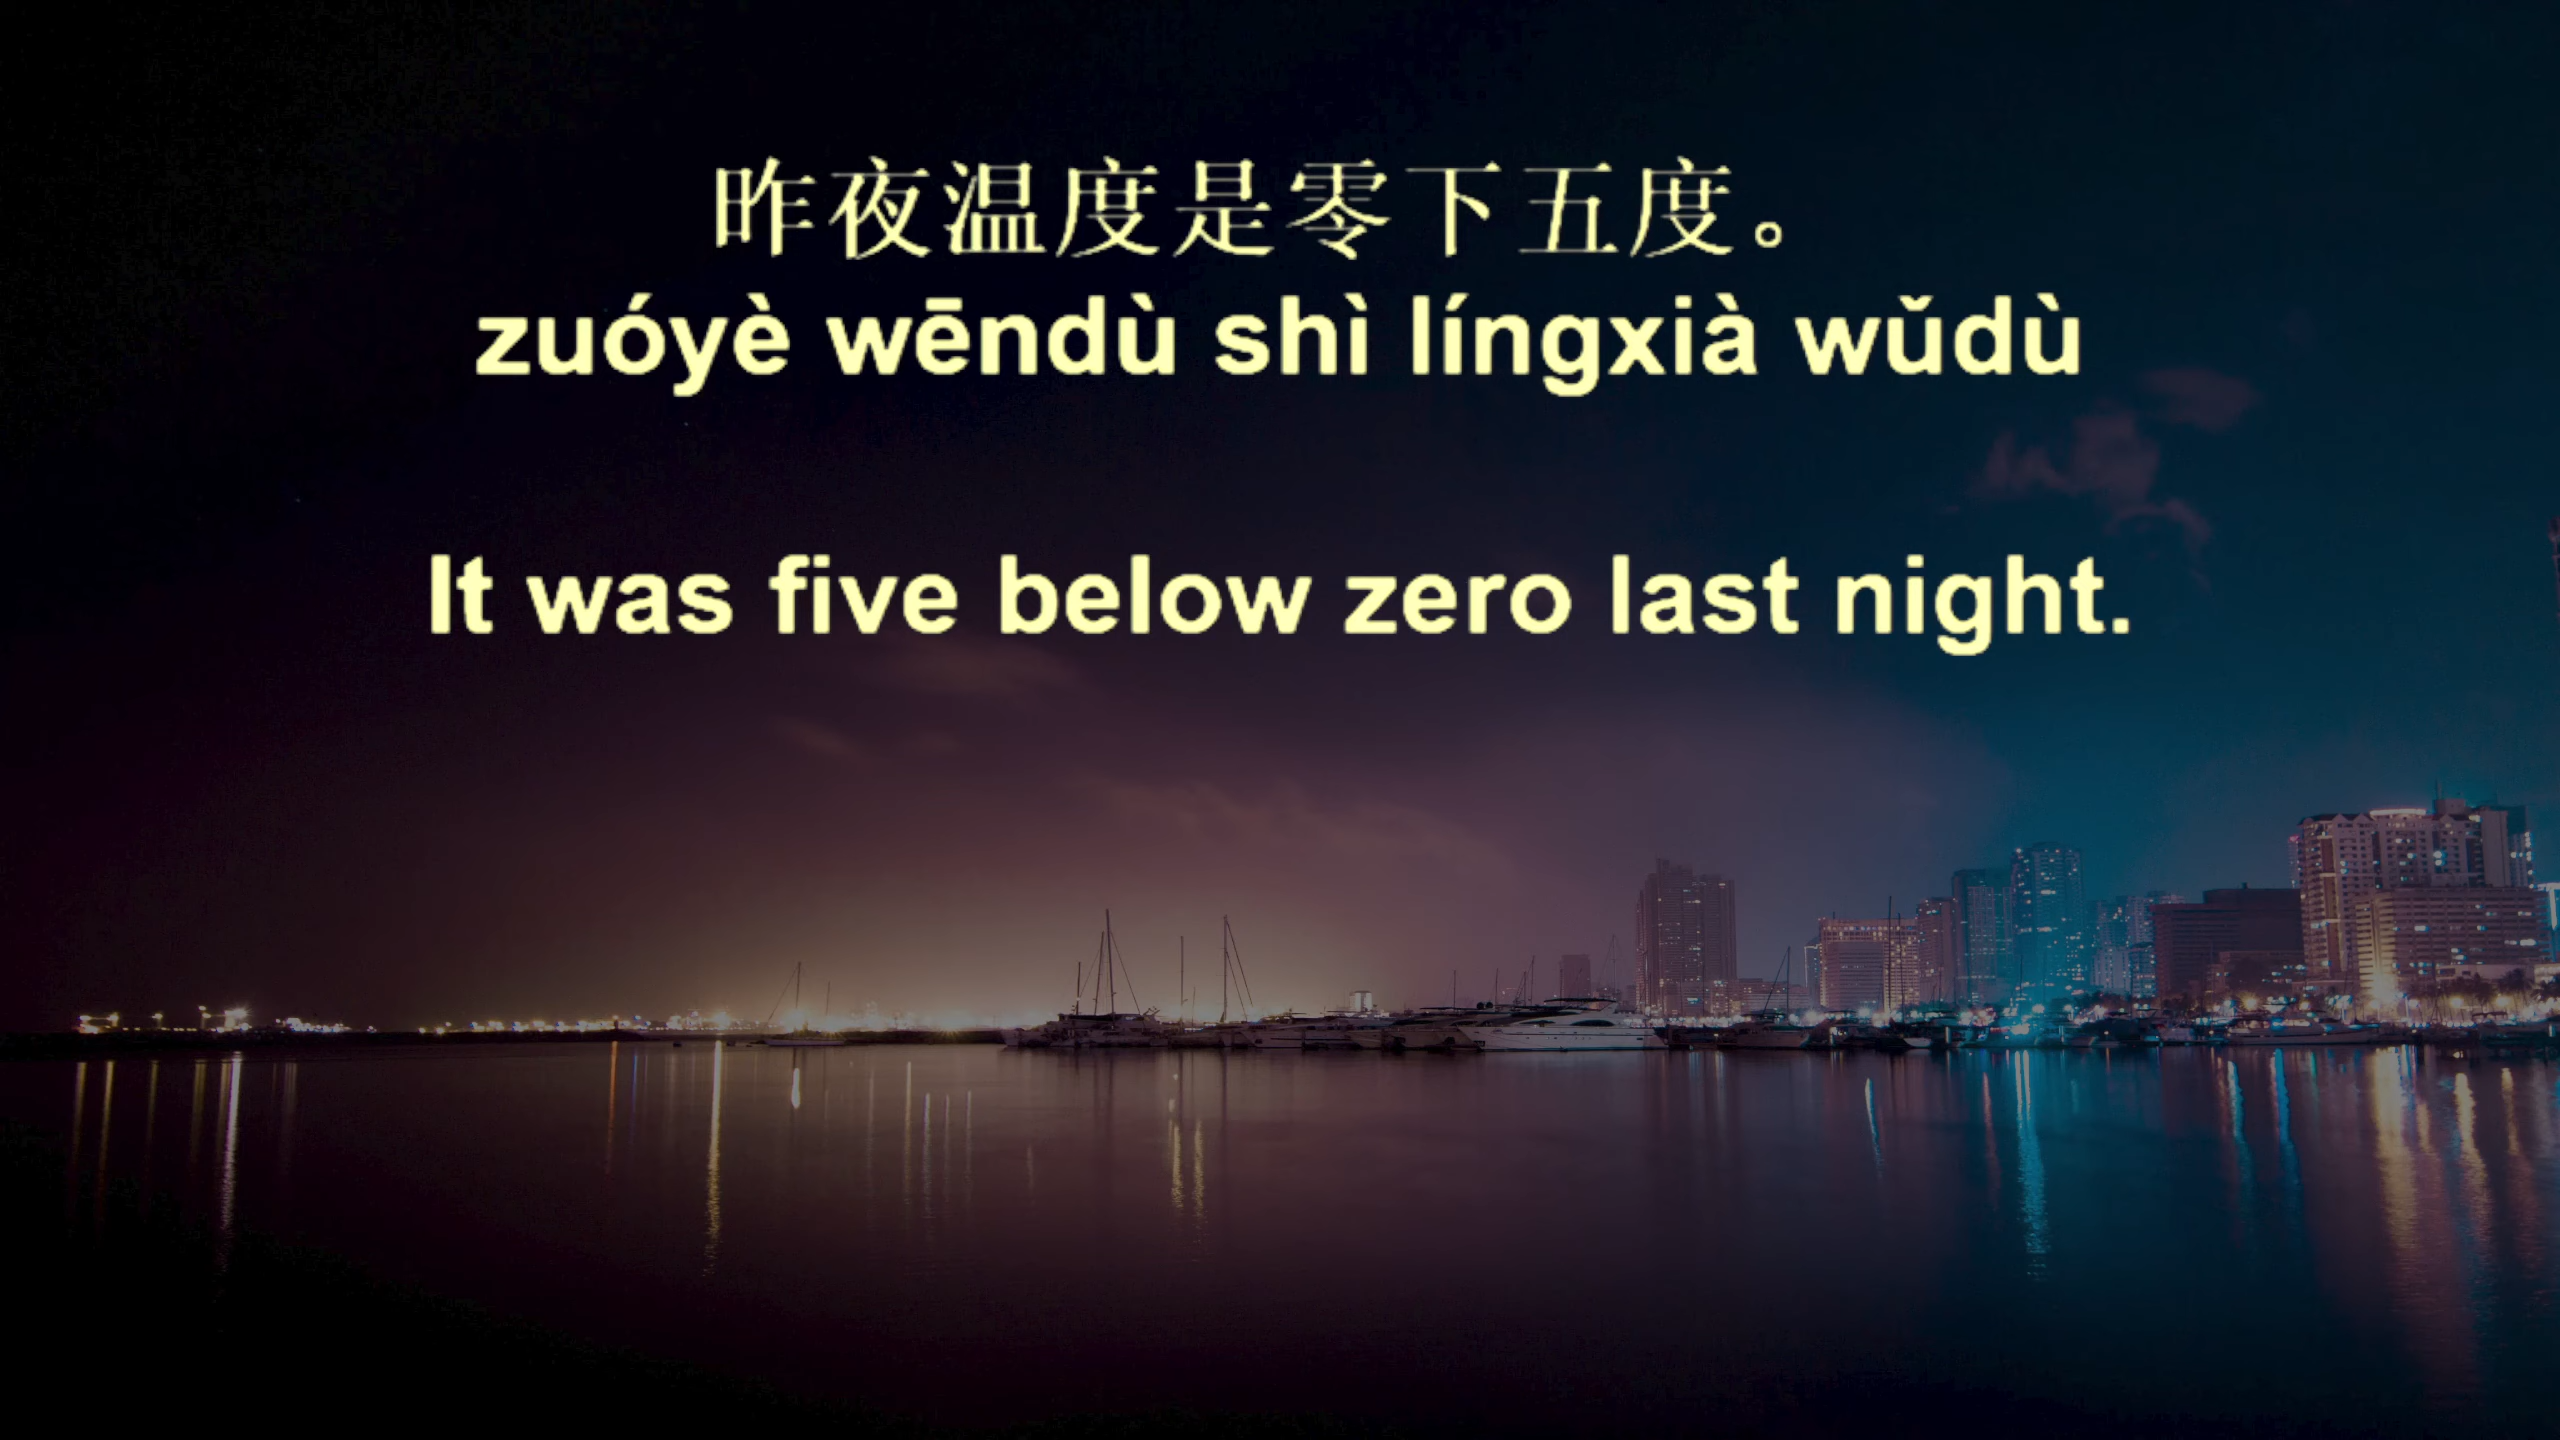 昨夜温度是零下五度。
zuóyè wēndù shì língxià wǔdù
It was five below zero last night.